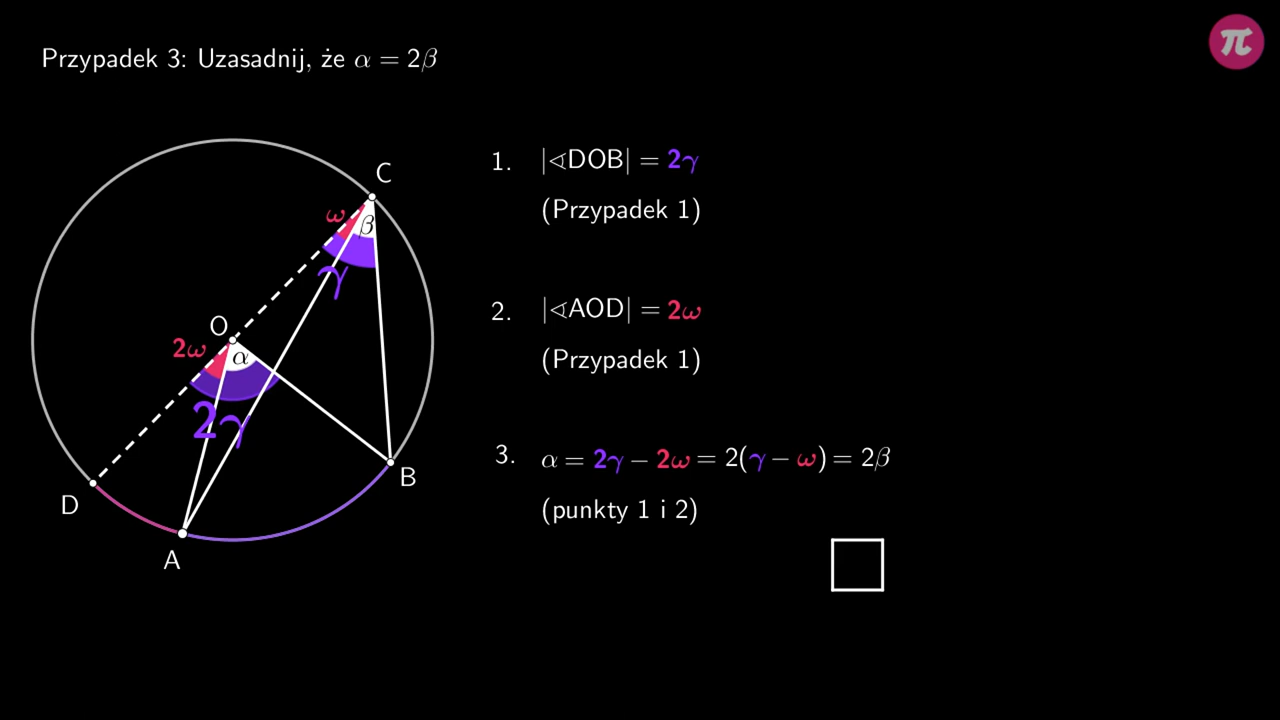 Przypadek 3: Uzasadnij, że α = 2β
1. |∢DOB| = 2γ
(Przypadek 1)
2. |∢AOD| = 2ω
(Przypadek 1)
3. α = 2γ − 2ω = 2(γ − ω) = 2β
(punkty 1 i 2)
π
C
ω
β
γ
O
2ω
α
2γ
B
D
A